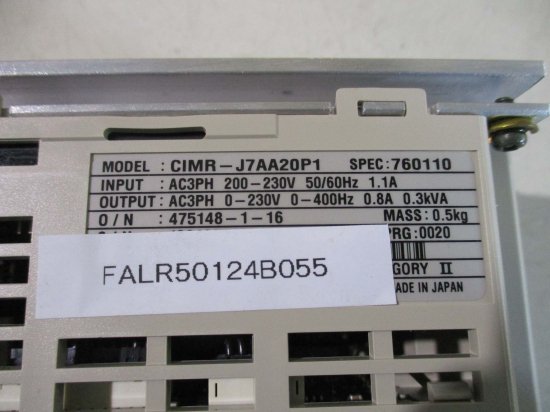 MODEL : CIMR-J7AA20P1 SPEC: 760110
INPUT : AC3PH 200-230V 50/60Hz 1.1A
OUTPUT : AC3PH 0-230V 0-400Hz 0.8A 0.3kVA
O / N : 475148-1-16 MASS: 0.5kg
PRG: 0020
FALR50124B055
GORY II
ADE IN JAPAN